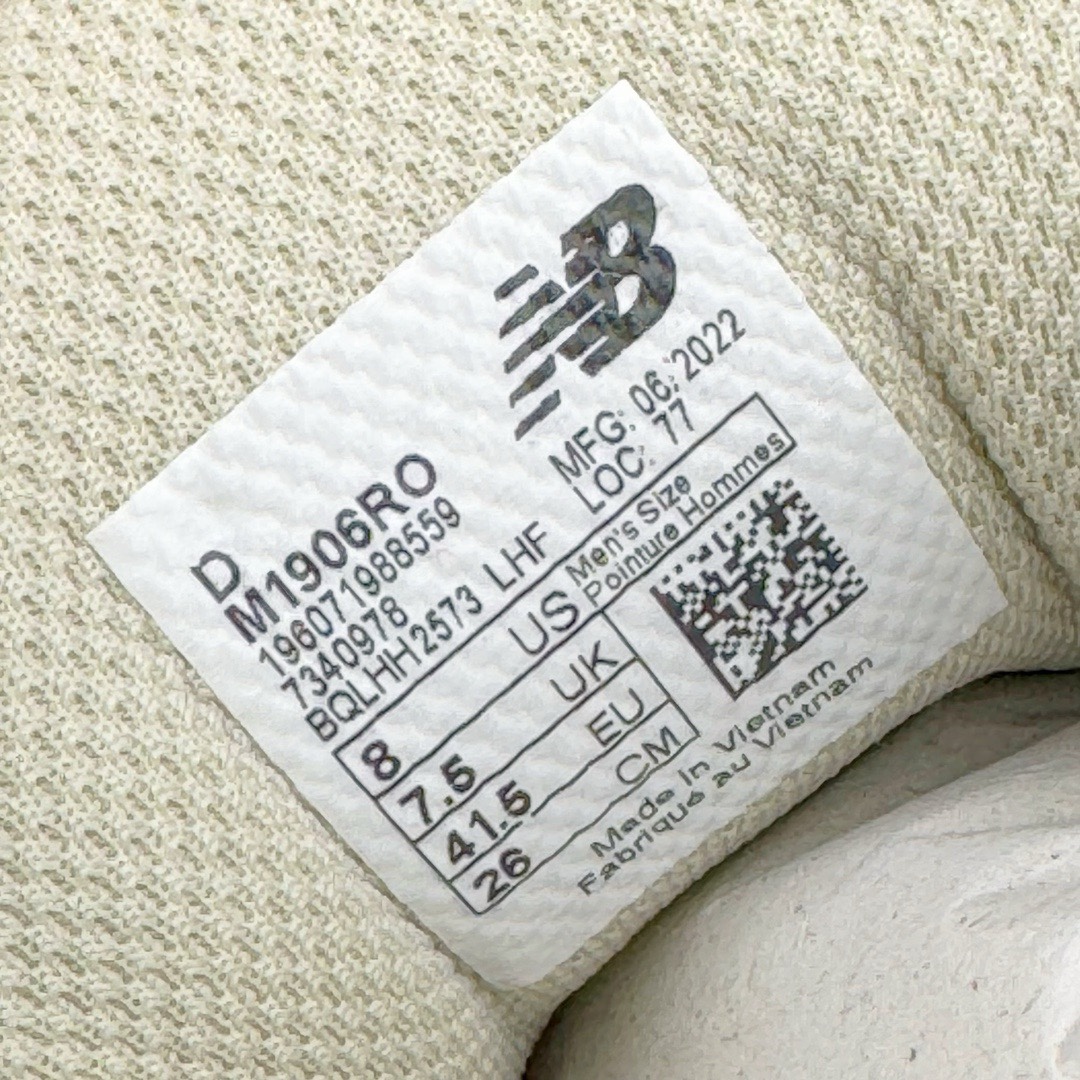 NB
MFG: 06/2022
LOC: 77
D
M1906RO
196071988559
7340978
BQLHH2573 LHF
Men's Size
Pointure Hommes
8 US
7.5 UK
41.5 EU
26 CM
Made in Vietnam
Fabriqué au Vietnam